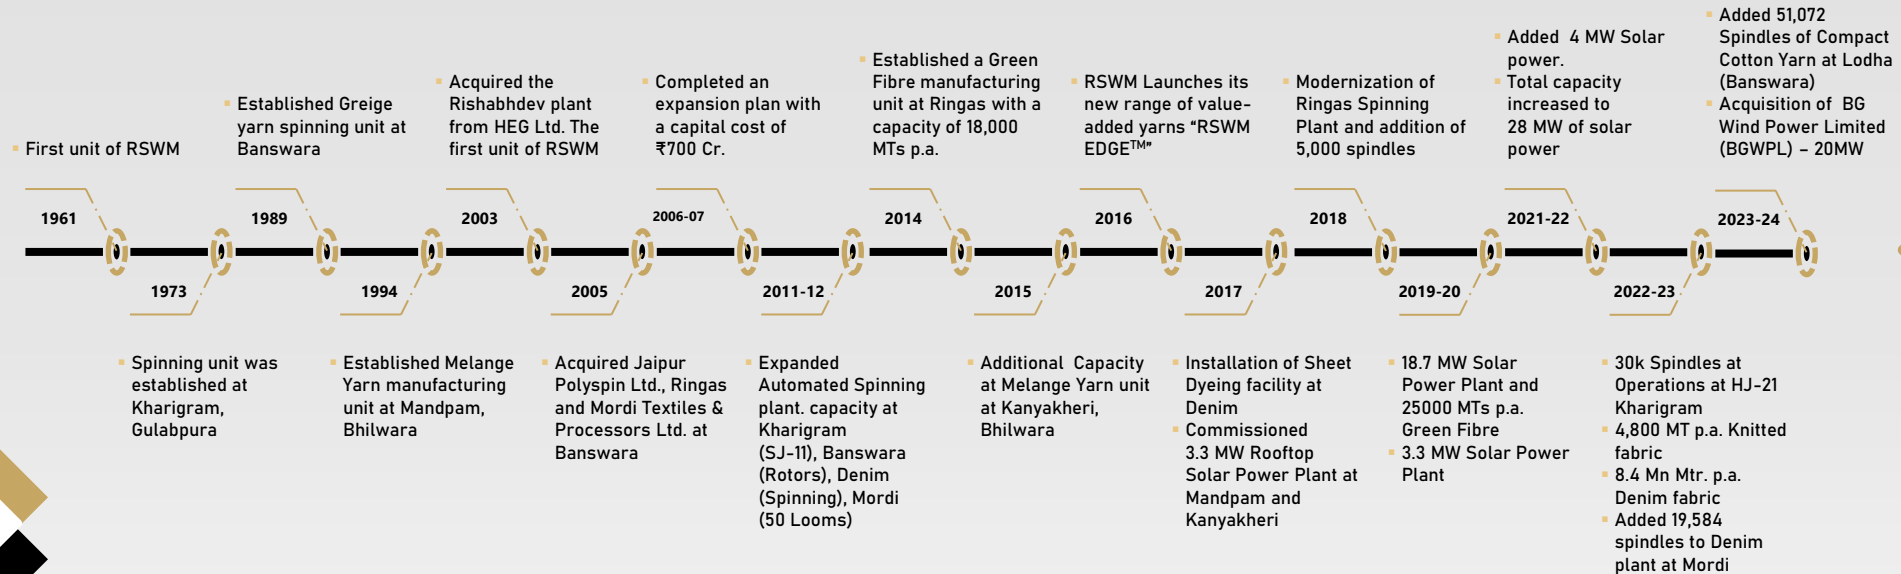 ▪ First unit of RSWM
1961
1973
▪ Spinning unit was
established at
Kharigram,
Gulabpura
▪ Established Greige
yarn spinning unit at
Banswara
1989
1994
▪ Established Melange
Yarn manufacturing
unit at Mandpam,
Bhilwara
▪ Acquired the
Rishabhdev plant
from HEG Ltd. The
first unit of RSWM
2003
2005
▪ Acquired Jaipur
Polyspin Ltd., Ringas
and Mordi Textiles &
Processors Ltd. at
Banswara
▪ Completed an
expansion plan with
a capital cost of
₹700 Cr.
2006-07
2011-12
▪ Expanded
Automated Spinning
plant. capacity at
Kharigram
(SJ-11), Banswara
(Rotors), Denim
(Spinning), Mordi
(50 Looms)
▪ Established a Green
Fibre manufacturing
unit at Ringas with a
capacity of 18,000
MTs p.a.
2014
2015
▪ Additional Capacity
at Melange Yarn unit
at Kanyakheri,
Bhilwara
▪ RSWM Launches its
new range of value-
added yarns “RSWM
EDGE™”
2016
2017
▪ Installation of Sheet
Dyeing facility at
Denim
▪ Commissioned
3.3 MW Rooftop
Solar Power Plant at
Mandpam and
Kanyakheri
▪ Modernization of
Ringas Spinning
Plant and addition of
5,000 spindles
2018
2019-20
▪ 18.7 MW Solar
Power Plant and
25000 MTs p.a.
Green Fibre
▪ 3.3 MW Solar Power
Plant
▪ Added 4 MW Solar
power.
▪ Total capacity
increased to
28 MW of solar
power
2021-22
2022-23
▪ 30k Spindles at
Operations at HJ-21
Kharigram
▪ 4,800 MT p.a. Knitted
fabric
▪ 8.4 Mn Mtr. p.a.
Denim fabric
▪ Added 19,584
spindles to Denim
plant at Mordi
▪ Added 51,072
Spindles of Compact
Cotton Yarn at Lodha
(Banswara)
▪ Acquisition of BG
Wind Power Limited
(BGWPL) – 20MW
2023-24